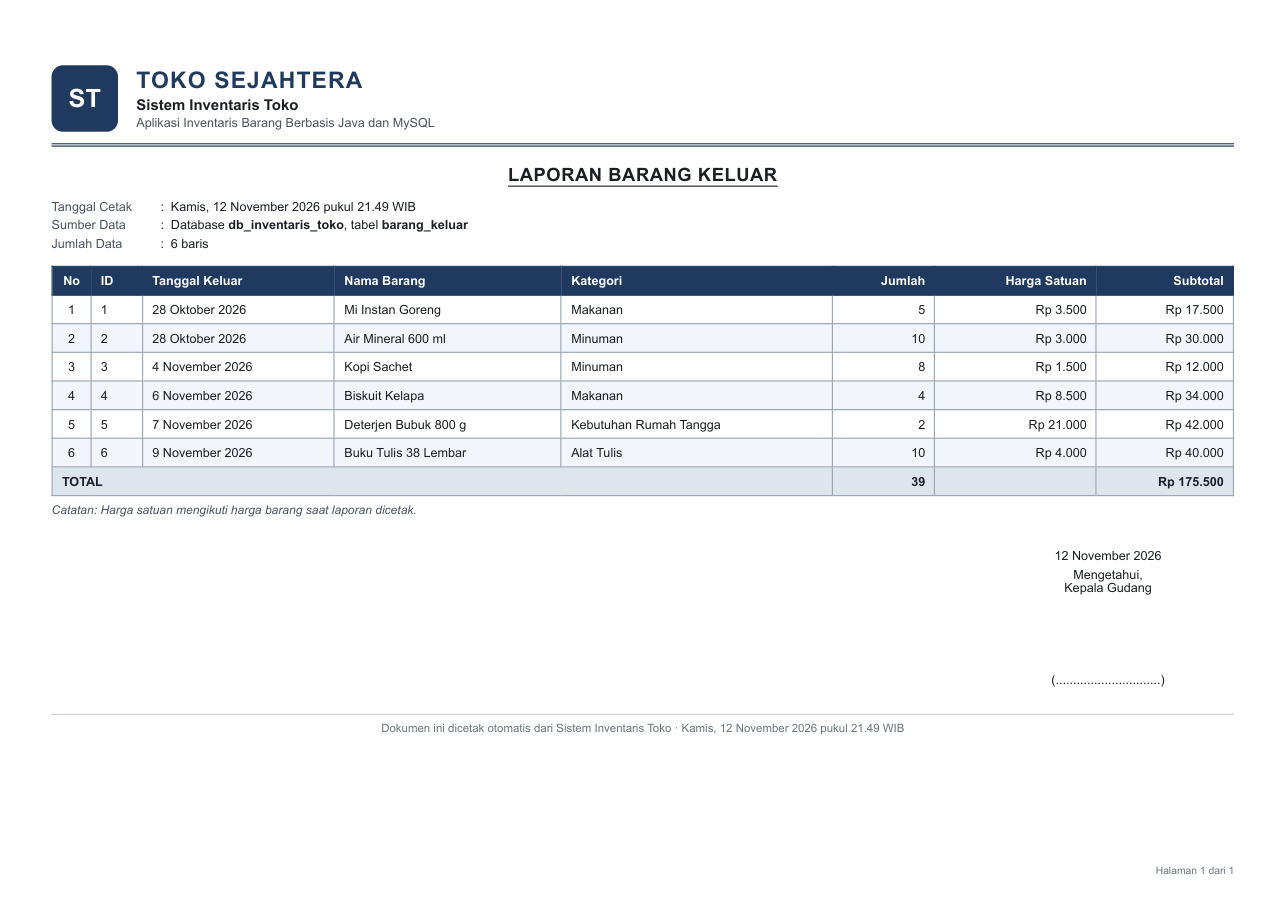 ST
TOKO SEJAHTERA
Sistem Inventaris Toko
Aplikasi Inventaris Barang Berbasis Java dan MySQL
LAPORAN BARANG KELUAR
Tanggal Cetak : Kamis, 12 November 2026 pukul 21.49 WIB
Sumber Data : Database db_inventaris_toko, tabel barang_keluar
Jumlah Data : 6 baris
No ID Tanggal Keluar Nama Barang Kategori Jumlah Harga Satuan Subtotal
1 1 28 Oktober 2026 Mi Instan Goreng Makanan 5 Rp 3.500 Rp 17.500
2 2 28 Oktober 2026 Air Mineral 600 ml Minuman 10 Rp 3.000 Rp 30.000
3 3 4 November 2026 Kopi Sachet Minuman 8 Rp 1.500 Rp 12.000
4 4 6 November 2026 Biskuit Kelapa Makanan 4 Rp 8.500 Rp 34.000
5 5 7 November 2026 Deterjen Bubuk 800 g Kebutuhan Rumah Tangga 2 Rp 21.000 Rp 42.000
6 6 9 November 2026 Buku Tulis 38 Lembar Alat Tulis 10 Rp 4.000 Rp 40.000
TOTAL 39 Rp 175.500
Catatan: Harga satuan mengikuti harga barang saat laporan dicetak.
12 November 2026
Mengetahui,
Kepala Gudang
(..............................)
Dokumen ini dicetak otomatis dari Sistem Inventaris Toko · Kamis, 12 November 2026 pukul 21.49 WIB
Halaman 1 dari 1